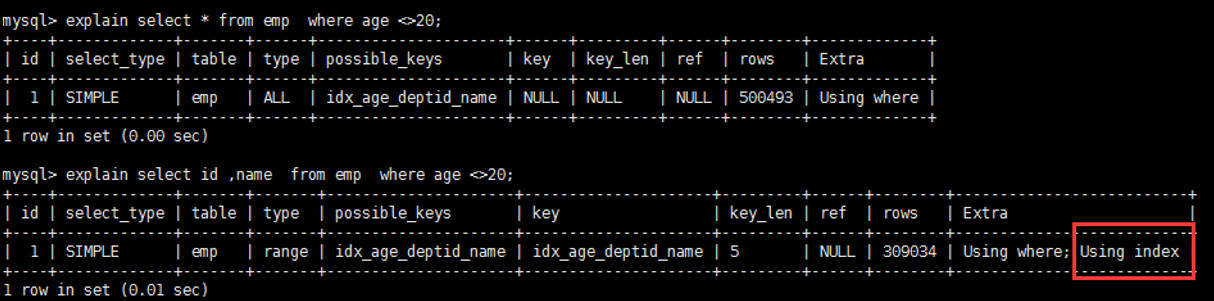 mysql> explain select * from emp  where age <>20;
+----+-------------+-------+------+----------------------+------+---------+------+--------+-------------+
| id | select_type | table | type | possible_keys        | key  | key_len | ref  | rows   | Extra       |
+----+-------------+-------+------+----------------------+------+---------+------+--------+-------------+
|  1 | SIMPLE      | emp   | ALL  | idx_age_deptid_name  | NULL | NULL    | NULL | 500493 | Using where |
+----+-------------+-------+------+----------------------+------+---------+------+--------+-------------+
1 row in set (0.00 sec)
mysql> explain select id ,name  from emp  where age <>20;
+----+-------------+-------+-------+---------------------+---------------------+---------+------+--------+--------------------------+
| id | select_type | table | type  | possible_keys       | key                 | key_len | ref  | rows   | Extra                    |
+----+-------------+-------+-------+---------------------+---------------------+---------+------+--------+--------------------------+
|  1 | SIMPLE      | emp   | range | idx_age_deptid_name | idx_age_deptid_name | 5       | NULL | 309034 | Using where; Using index |
+----+-------------+-------+-------+---------------------+---------------------+---------+------+--------+--------------------------+
1 row in set (0.01 sec)